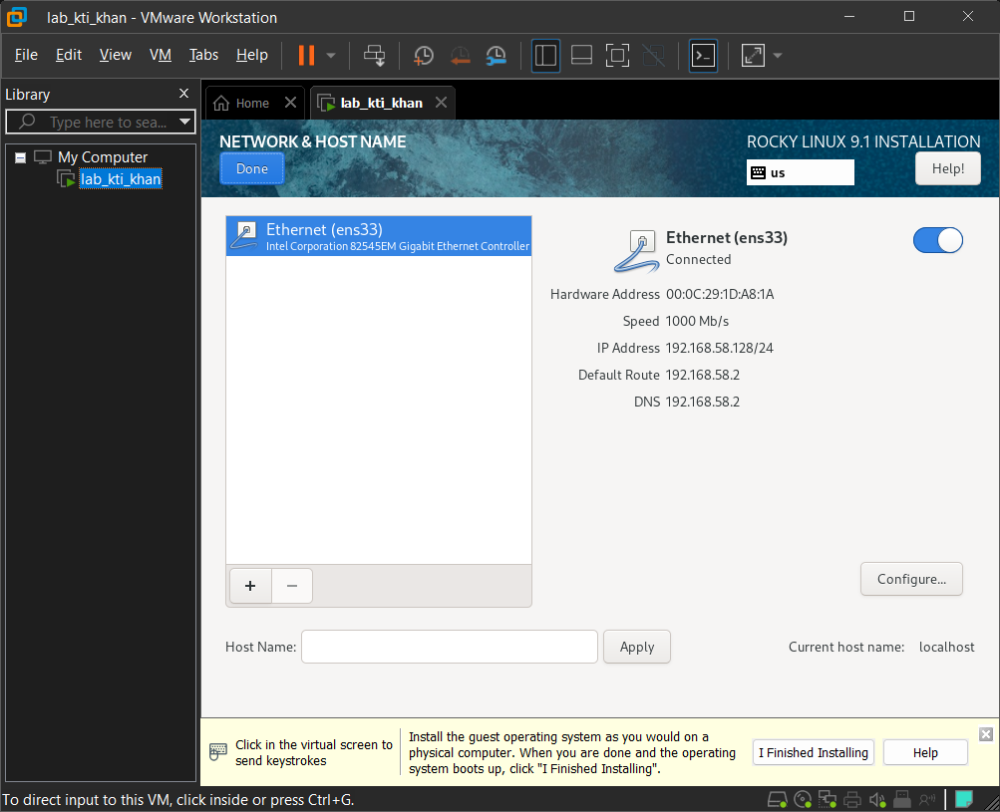 lab_kti_khan - VMware Workstation
File Edit View VM Tabs Help
Library
Type here to sea...
My Computer
lab_kti_khan
Home
lab_kti_khan
NETWORK & HOST NAME
Done
ROCKY LINUX 9.1 INSTALLATION
us
Help!
Ethernet (ens33)
Intel Corporation 82545EM Gigabit Ethernet Controller
Ethernet (ens33)
Connected
Hardware Address 00:0C:29:1D:A8:1A
Speed 1000 Mb/s
IP Address 192.168.58.128/24
Default Route 192.168.58.2
DNS 192.168.58.2
+ −
Configure...
Host Name:
Apply
Current host name: localhost
Click in the virtual screen to
send keystrokes
Install the guest operating system as you would on a
physical computer. When you are done and the operating
system boots up, click "I Finished Installing".
I Finished Installing
Help
To direct input to this VM, click inside or press Ctrl+G.